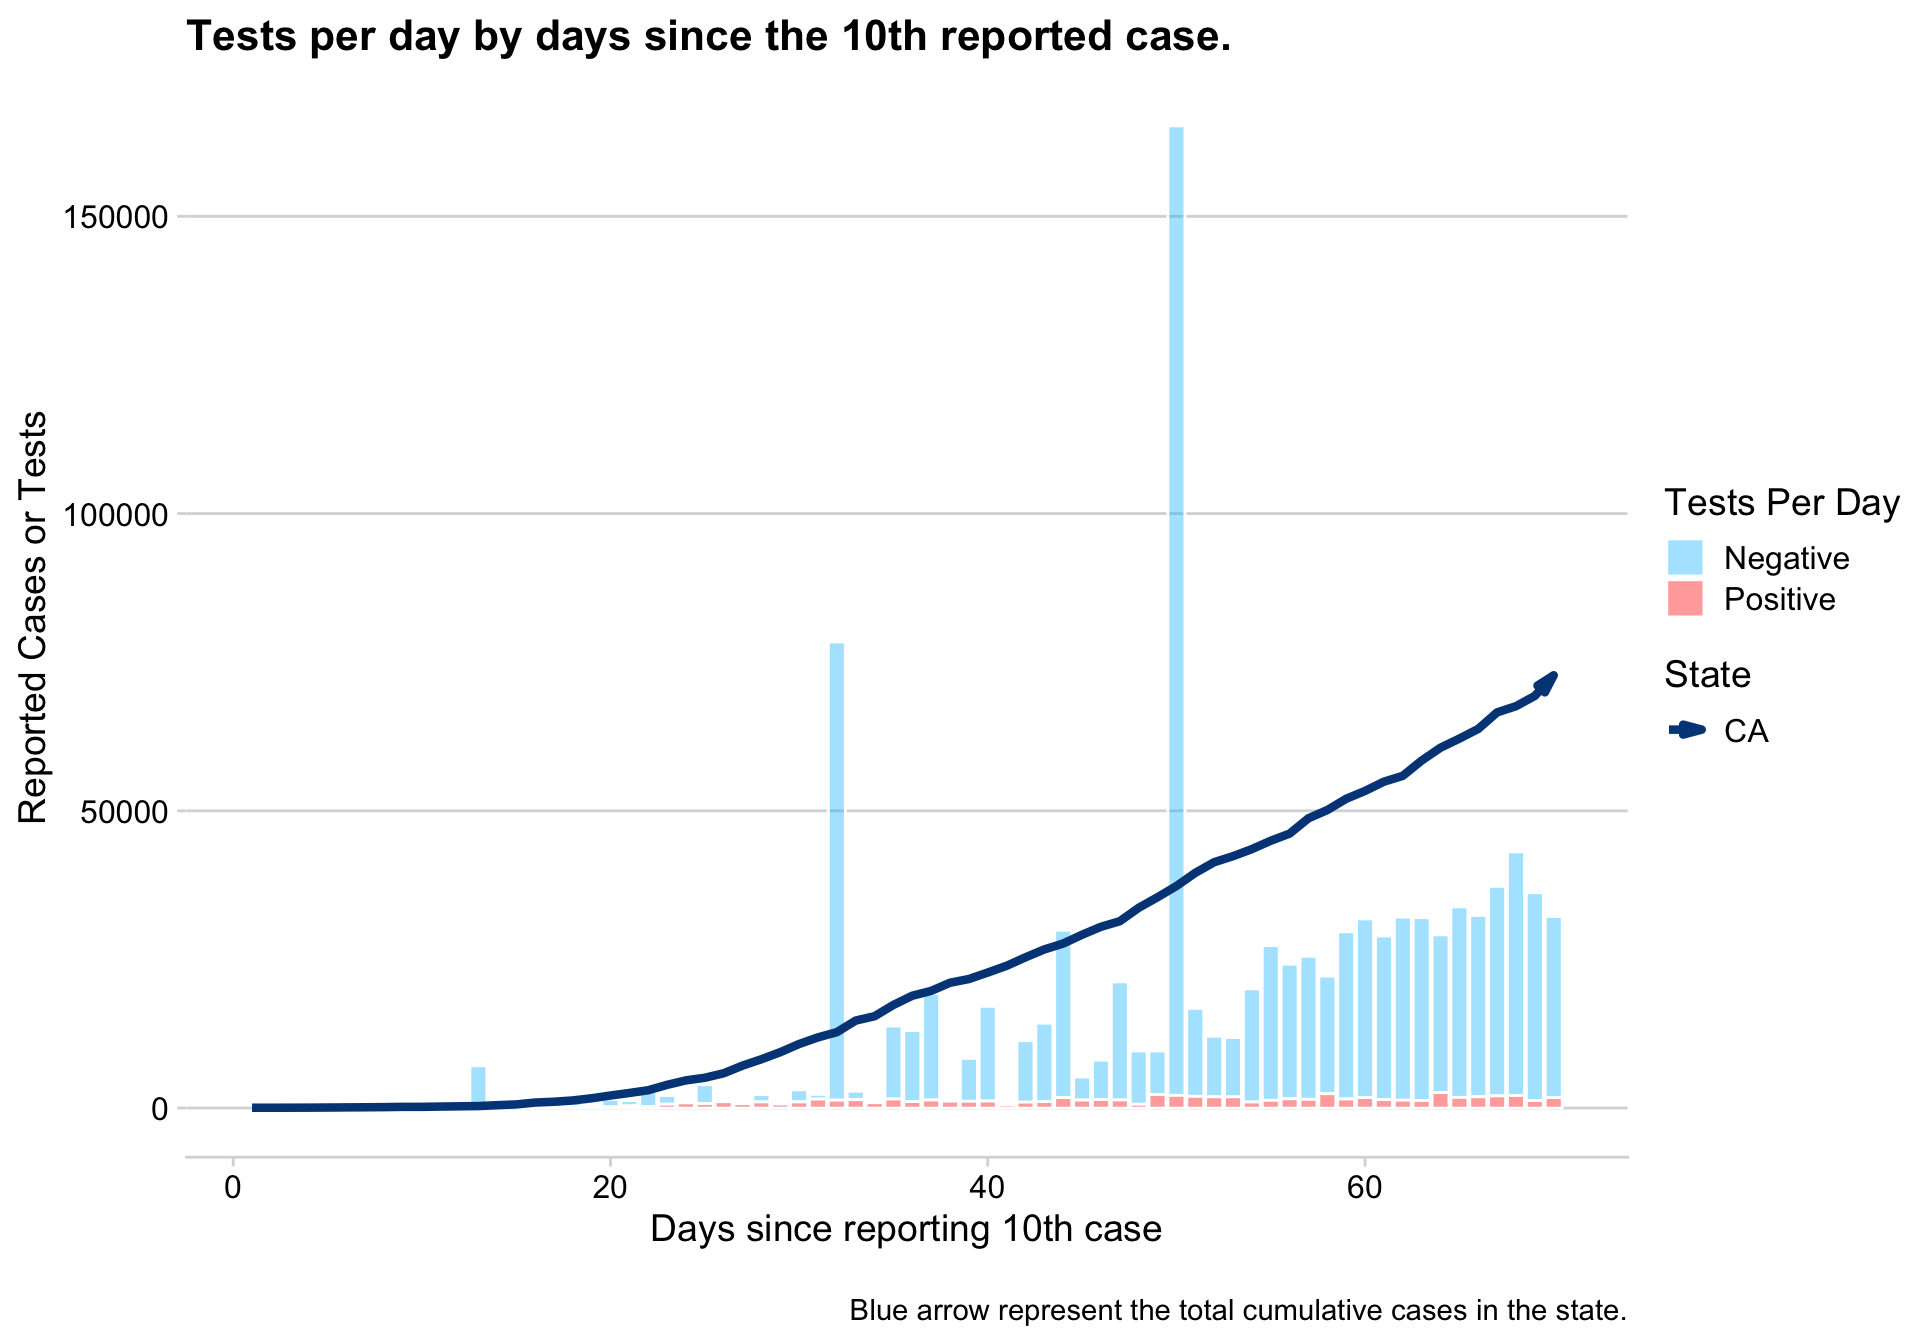 Tests per day by days since the 10th reported case.
Reported Cases or Tests
150000
100000
50000
0
0
20
40
60
Days since reporting 10th case
Tests Per Day
Negative
Positive
State
CA
Blue arrow represent the total cumulative cases in the state.